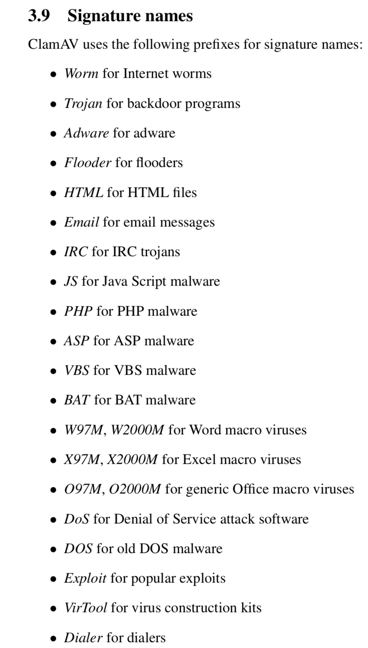 3.9 Signature names
ClamAV uses the following prefixes for signature names:
• Worm for Internet worms
• Trojan for backdoor programs
• Adware for adware
• Flooder for flooders
• HTML for HTML files
• Email for email messages
• IRC for IRC trojans
• JS for Java Script malware
• PHP for PHP malware
• ASP for ASP malware
• VBS for VBS malware
• BAT for BAT malware
• W97M, W2000M for Word macro viruses
• X97M, X2000M for Excel macro viruses
• O97M, O2000M for generic Office macro viruses
• DoS for Denial of Service attack software
• DOS for old DOS malware
• Exploit for popular exploits
• VirTool for virus construction kits
• Dialer for dialers